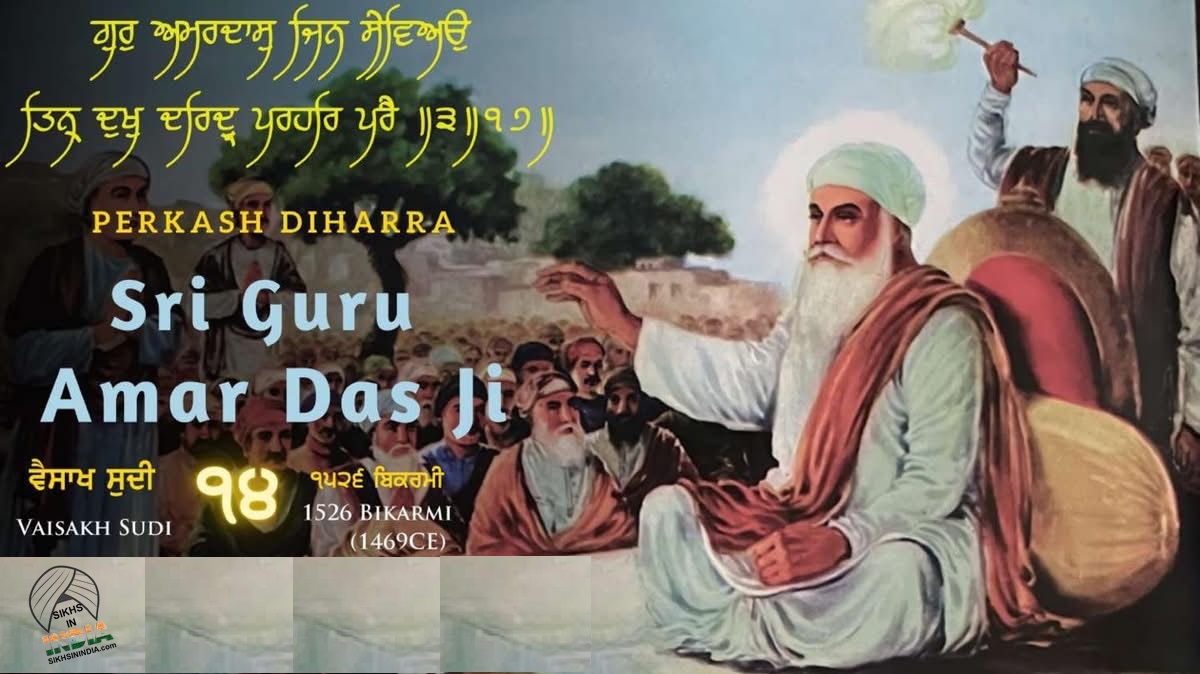 ਗੁਰੁ ਅਮਰਦਾਸੁ ਜਿਨ ਸੇਵਿਅਉ
ਤਿਨ੍ਹ ਦੁਖੁ ਦਰਿਦ੍ਰੁ ਪਰਹਰਿ ਪਰੈ ॥੩॥੧੭॥
PERKASH DIHARRA
Sri Guru
Amar Das Ji
ਵੈਸਾਖ ਸੁਦੀ ੧੪ ੧੫੨੬ ਬਿਕਰਮੀ
VAISAKH SUDI 1526 BIKARMI
(1469CE)
SIKHS
IN
INDIA
SIKHSININDIA.com